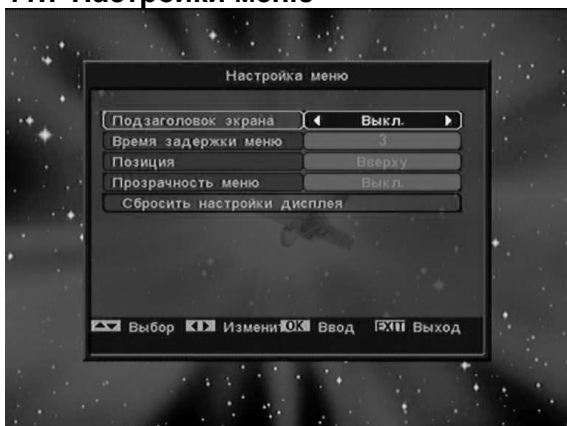 Настройка меню
Подзаголовок экрана Выкл.
Время задержки меню 3
Позиция Вверху
Прозрачность меню Выкл.
Сбросить настройки дисплея
Выбор Изменит OK Ввод EXIT Выход